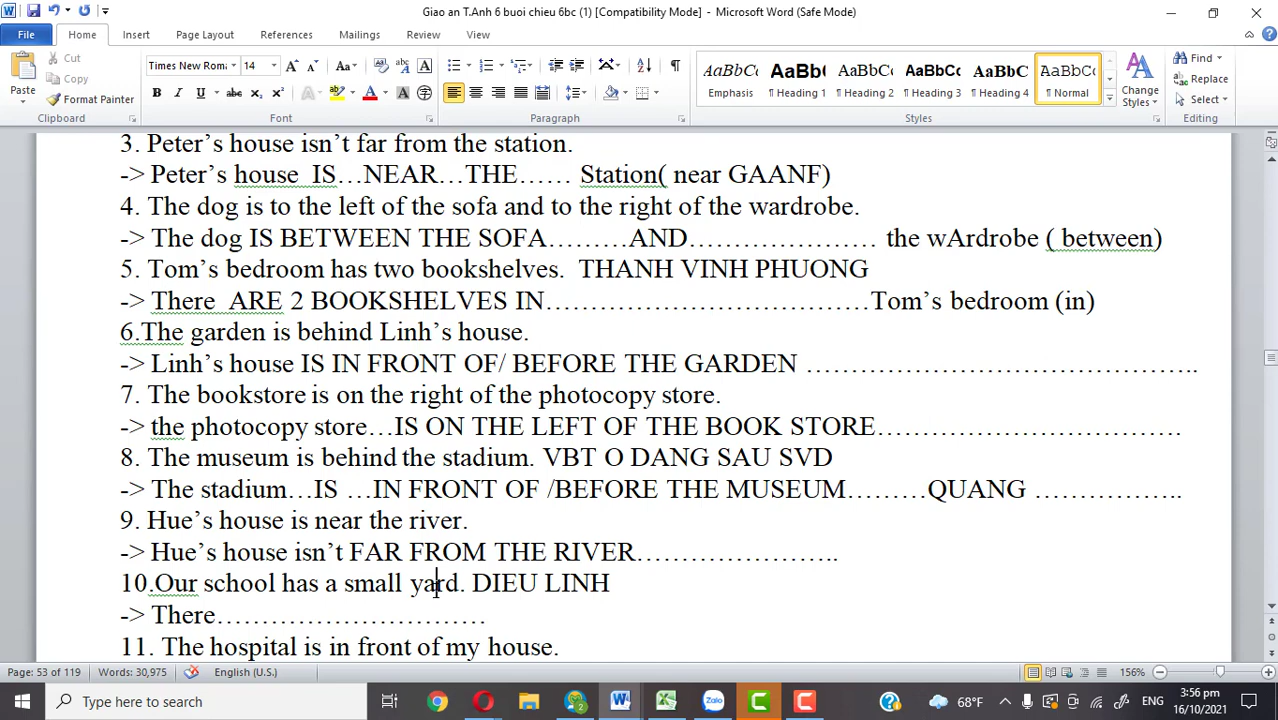 Giao an T.Anh 6 buoi chieu 6bc (1) [Compatibility Mode] - Microsoft Word (Safe Mode)
File Home Insert Page Layout References Mailings Review View
Paste
Cut
Copy
Format Painter
Clipboard
Times New Roma 14
Font
Paragraph
AaBbC Emphasis
AaBb( ¶ Heading 1
AaBbC ¶ Heading 2
AaBbC ¶ Heading 3
AaBbC ¶ Heading 4
AaBbCc ¶ Normal
Change Styles
Styles
Find
Replace
Select
Editing
3. Peter’s house isn’t far from the station.
-> Peter’s house IS…NEAR…THE…… Station( near GAANF)
4. The dog is to the left of the sofa and to the right of the wardrobe.
-> The dog IS BETWEEN THE SOFA………AND………………… the wArdrobe ( between)
5. Tom’s bedroom has two bookshelves. THANH VINH PHUONG
-> There ARE 2 BOOKSHELVES IN………………………………Tom’s bedroom (in)
6.The garden is behind Linh’s house.
-> Linh’s house IS IN FRONT OF/ BEFORE THE GARDEN …………………………………….
7. The bookstore is on the right of the photocopy store.
-> the photocopy store…IS ON THE LEFT OF THE BOOK STORE………………………….
8. The museum is behind the stadium. VBT O DANG SAU SVD
-> The stadium…IS …IN FRONT OF /BEFORE THE MUSEUM………QUANG ……………..
9. Hue’s house is near the river.
-> Hue’s house isn’t FAR FROM THE RIVER…………………..
10.Our school has a small yard. DIEU LINH
-> There…………………………
11. The hospital is in front of my house.
Page: 53 of 119 Words: 30,975 English (U.S.) 156%
Type here to search
68°F ENG 3:56 pm
16/10/2021